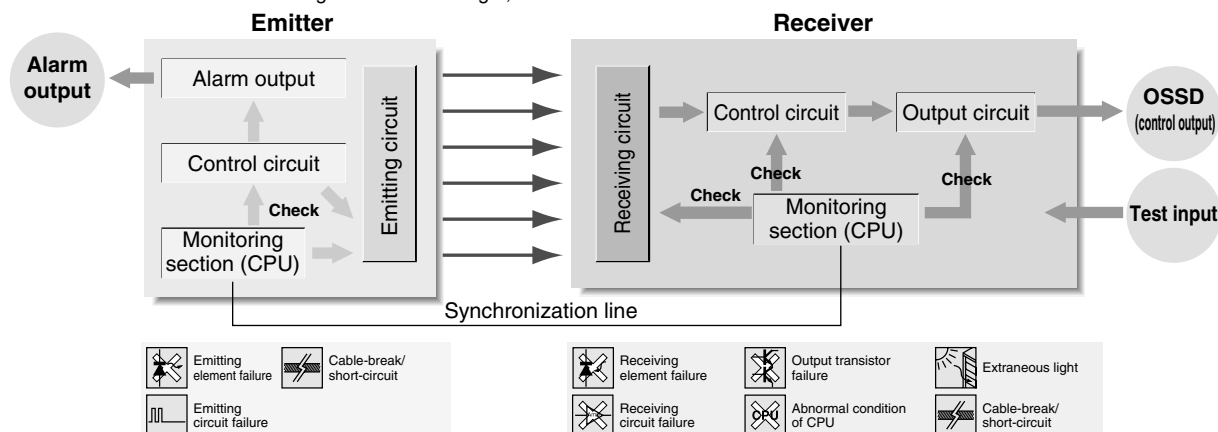 Emitter
Receiver
Alarm
output
Alarm output
Control circuit
Check
Monitoring
section (CPU)
Emitting circuit
Receiving circuit
Control circuit
Output circuit
OSSD
(control output)
Check
Check
Check
Monitoring
section (CPU)
Test input
Synchronization line
Emitting
element failure
Cable-break/
short-circuit
Emitting
circuit failure
Receiving
element failure
Output transistor
failure
Extraneous light
Receiving
circuit failure
CPU
Abnormal condition
of CPU
Cable-break/
short-circuit